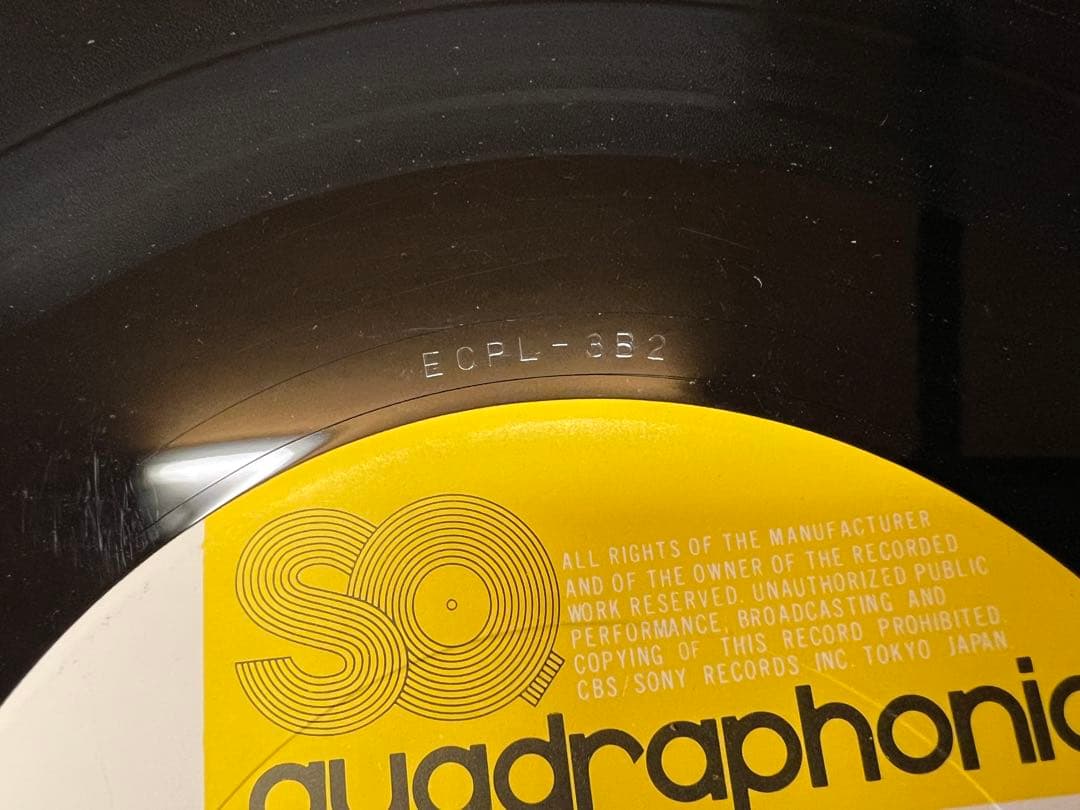 ECPL-3B2
SQ
ALL RIGHTS OF THE MANUFACTURER
AND OF THE OWNER OF THE RECORDED
WORK RESERVED. UNAUTHORIZED PUBLIC
PERFORMANCE, BROADCASTING AND
COPYING OF THIS RECORD PROHIBITED.
CBS/SONY RECORDS INC. TOKYO JAPAN.
quadraphonic